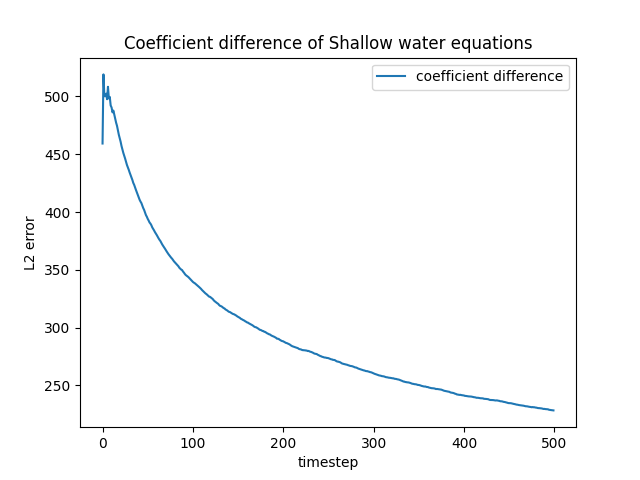 Coefficient difference of Shallow water equations
coefficient difference
500
450
400
350
300
250
L2 error
0 100 200 300 400 500
timestep